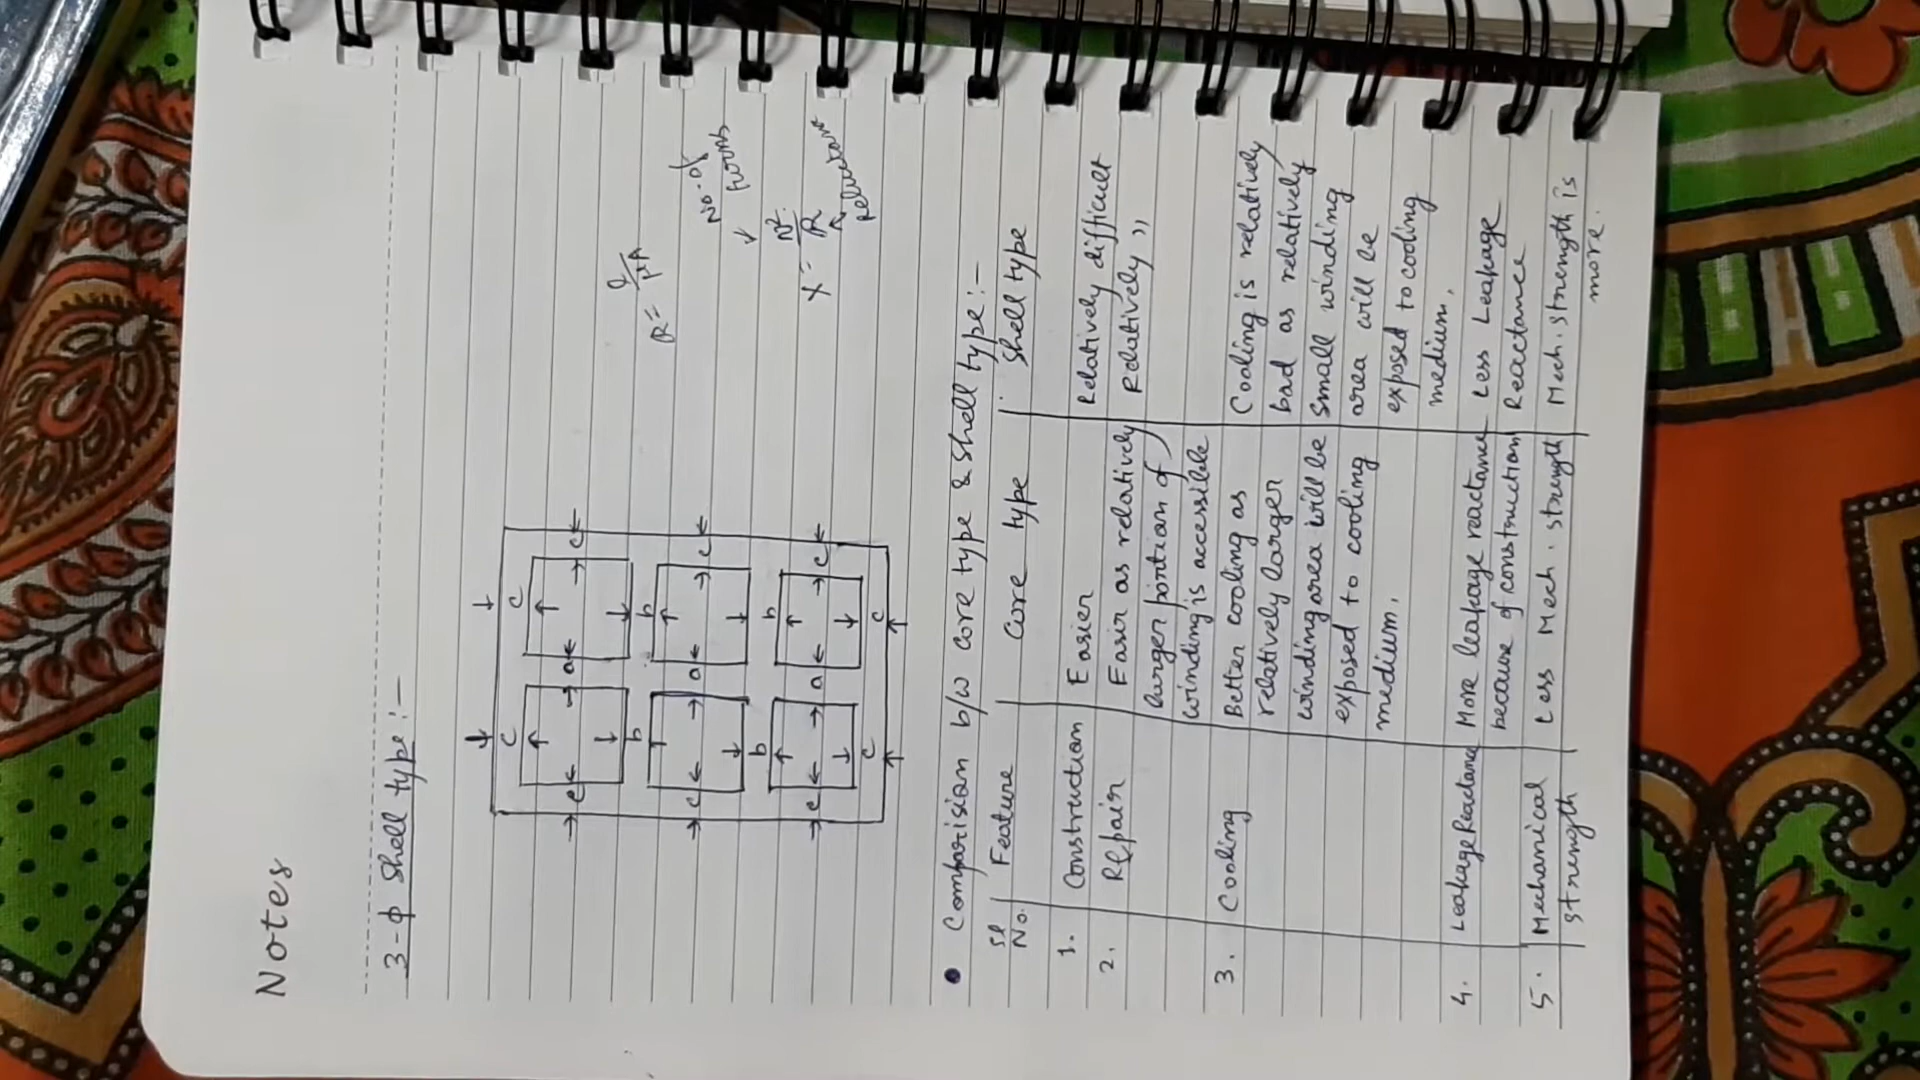 Notes
3-ϕ Shell type:-
c c
a
c c
b b
a
c c
b b
a
c c
c c
R = l/μA
No. of turns
X = N²/R
Reluctance
• Comparision b/w core type & shell type :-
Sl No. Feature Core type Shell type
1. Construction Easier Relatively difficult
2. Repair Easier as relatively Relatively ,,
larger portion of
winding is accessible
3. Cooling Better cooling as Cooling is relatively
relatively larger bad as relatively
winding area will be Small winding
exposed to cooling area will be
medium. exposed to cooling
medium.
4. Leakage Reactance More leakage reactance Less Leakage
because of construction Reactance
5. Mechanical Less Mech. strength Mech. strength is
strength more.